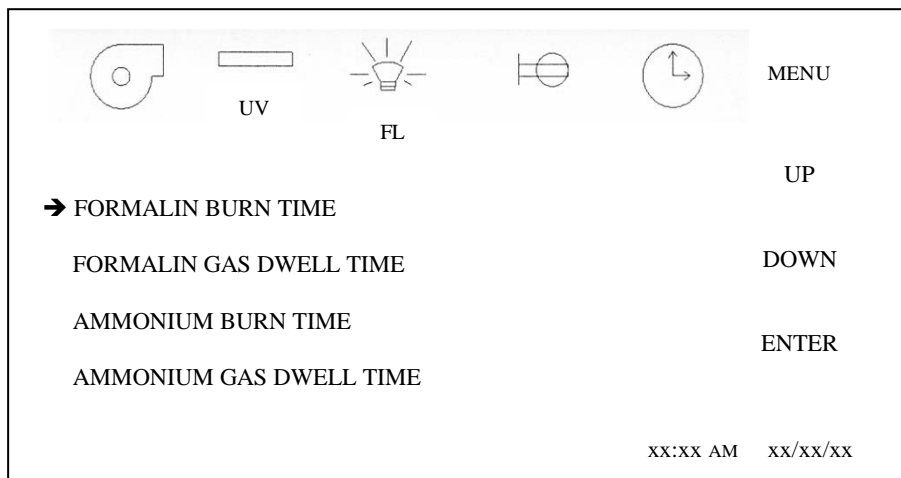 MENU
UV
FL
UP
➔ FORMALIN BURN TIME
FORMALIN GAS DWELL TIME
DOWN
AMMONIUM BURN TIME
ENTER
AMMONIUM GAS DWELL TIME
xx:xx AM xx/xx/xx